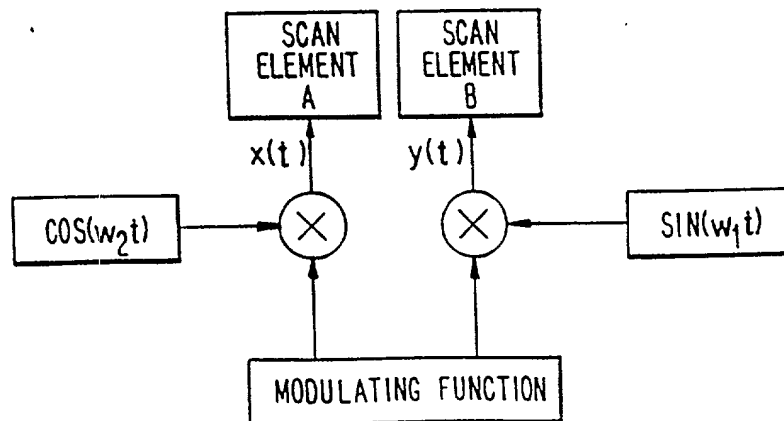 SCAN
ELEMENT
A
SCAN
ELEMENT
B
x(t)
y(t)
COS(w₂t)
SIN(w₁t)
MODULATING FUNCTION